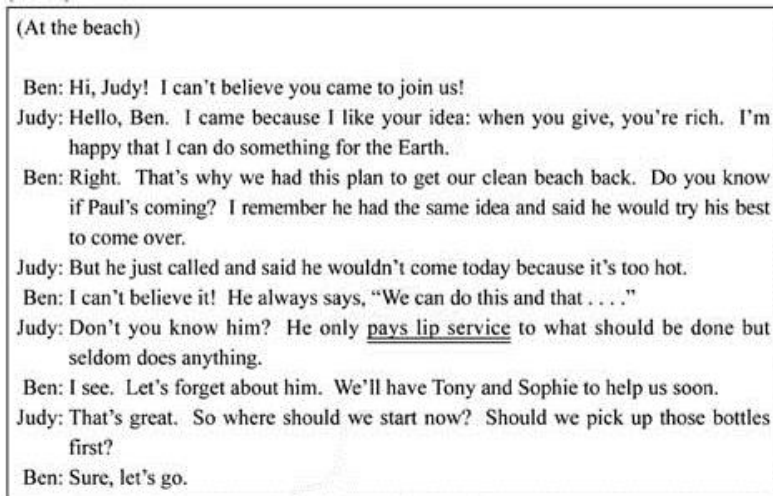 (At the beach)
Ben: Hi, Judy! I can't believe you came to join us!
Judy: Hello, Ben. I came because I like your idea: when you give, you're rich. I'm
happy that I can do something for the Earth.
Ben: Right. That's why we had this plan to get our clean beach back. Do you know
if Paul's coming? I remember he had the same idea and said he would try his best
to come over.
Judy: But he just called and said he wouldn't come today because it's too hot.
Ben: I can't believe it! He always says, “We can do this and that . . . .”
Judy: Don't you know him? He only pays lip service to what should be done but
seldom does anything.
Ben: I see. Let's forget about him. We'll have Tony and Sophie to help us soon.
Judy: That's great. So where should we start now? Should we pick up those bottles
first?
Ben: Sure, let's go.